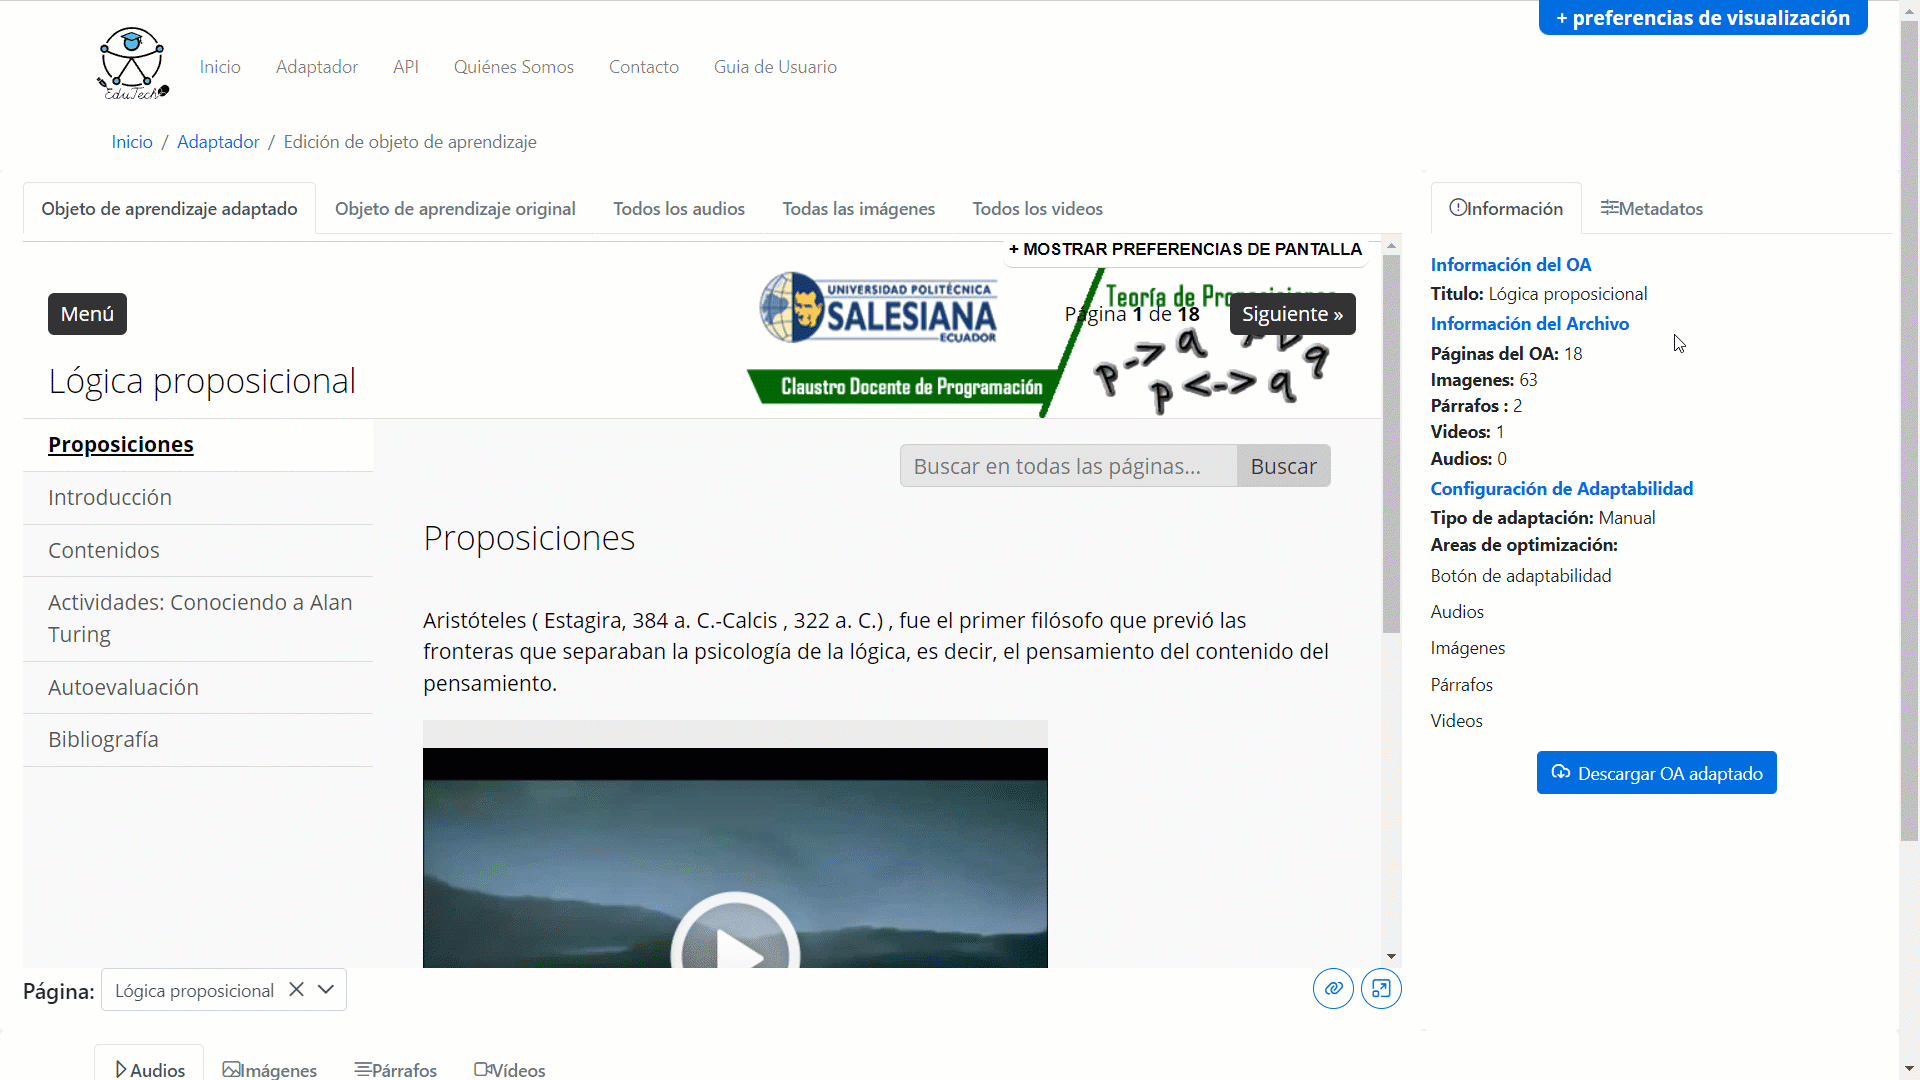 + preferencias de visualización
EduTech
Inicio
Adaptador
API
Quiénes Somos
Contacto
Guia de Usuario
Inicio / Adaptador / Edición de objeto de aprendizaje
Objeto de aprendizaje adaptado
Objeto de aprendizaje original
Todos los audios
Todas las imágenes
Todos los videos
+ MOSTRAR PREFERENCIAS DE PANTALLA
Menú
UNIVERSIDAD POLITÉCNICA
SALESIANA
ECUADOR
Teoría de
Página 1 de 18
Siguiente »
Claustro Docente de Programación
p -> a
p <-> q
q
Lógica proposicional
Proposiciones
Introducción
Contenidos
Actividades: Conociendo a Alan
Turing
Autoevaluación
Bibliografía
Buscar en todas las páginas...
Buscar
Proposiciones
Aristóteles ( Estagira, 384 a. C.-Calcis , 322 a. C.) , fue el primer filósofo que previó las
fronteras que separaban la psicología de la lógica, es decir, el pensamiento del contenido del
pensamiento.
Página: Lógica proposicional
Audios
Imágenes
Párrafos
Vídeos
Información
Metadatos
Información del OA
Titulo: Lógica proposicional
Información del Archivo
Páginas del OA: 18
Imagenes: 63
Párrafos : 2
Videos: 1
Audios: 0
Configuración de Adaptabilidad
Tipo de adaptación: Manual
Areas de optimización:
Botón de adaptabilidad
Audios
Imágenes
Párrafos
Videos
Descargar OA adaptado